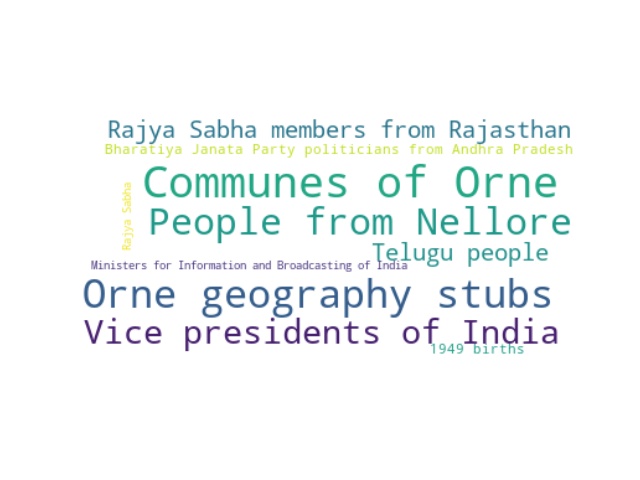 Rajya Sabha members from Rajasthan
Bharatiya Janata Party politicians from Andhra Pradesh
Communes of Orne
Rajya Sabha
People from Nellore
Telugu people
Ministers for Information and Broadcasting of India
Orne geography stubs
Vice presidents of India
1949 births